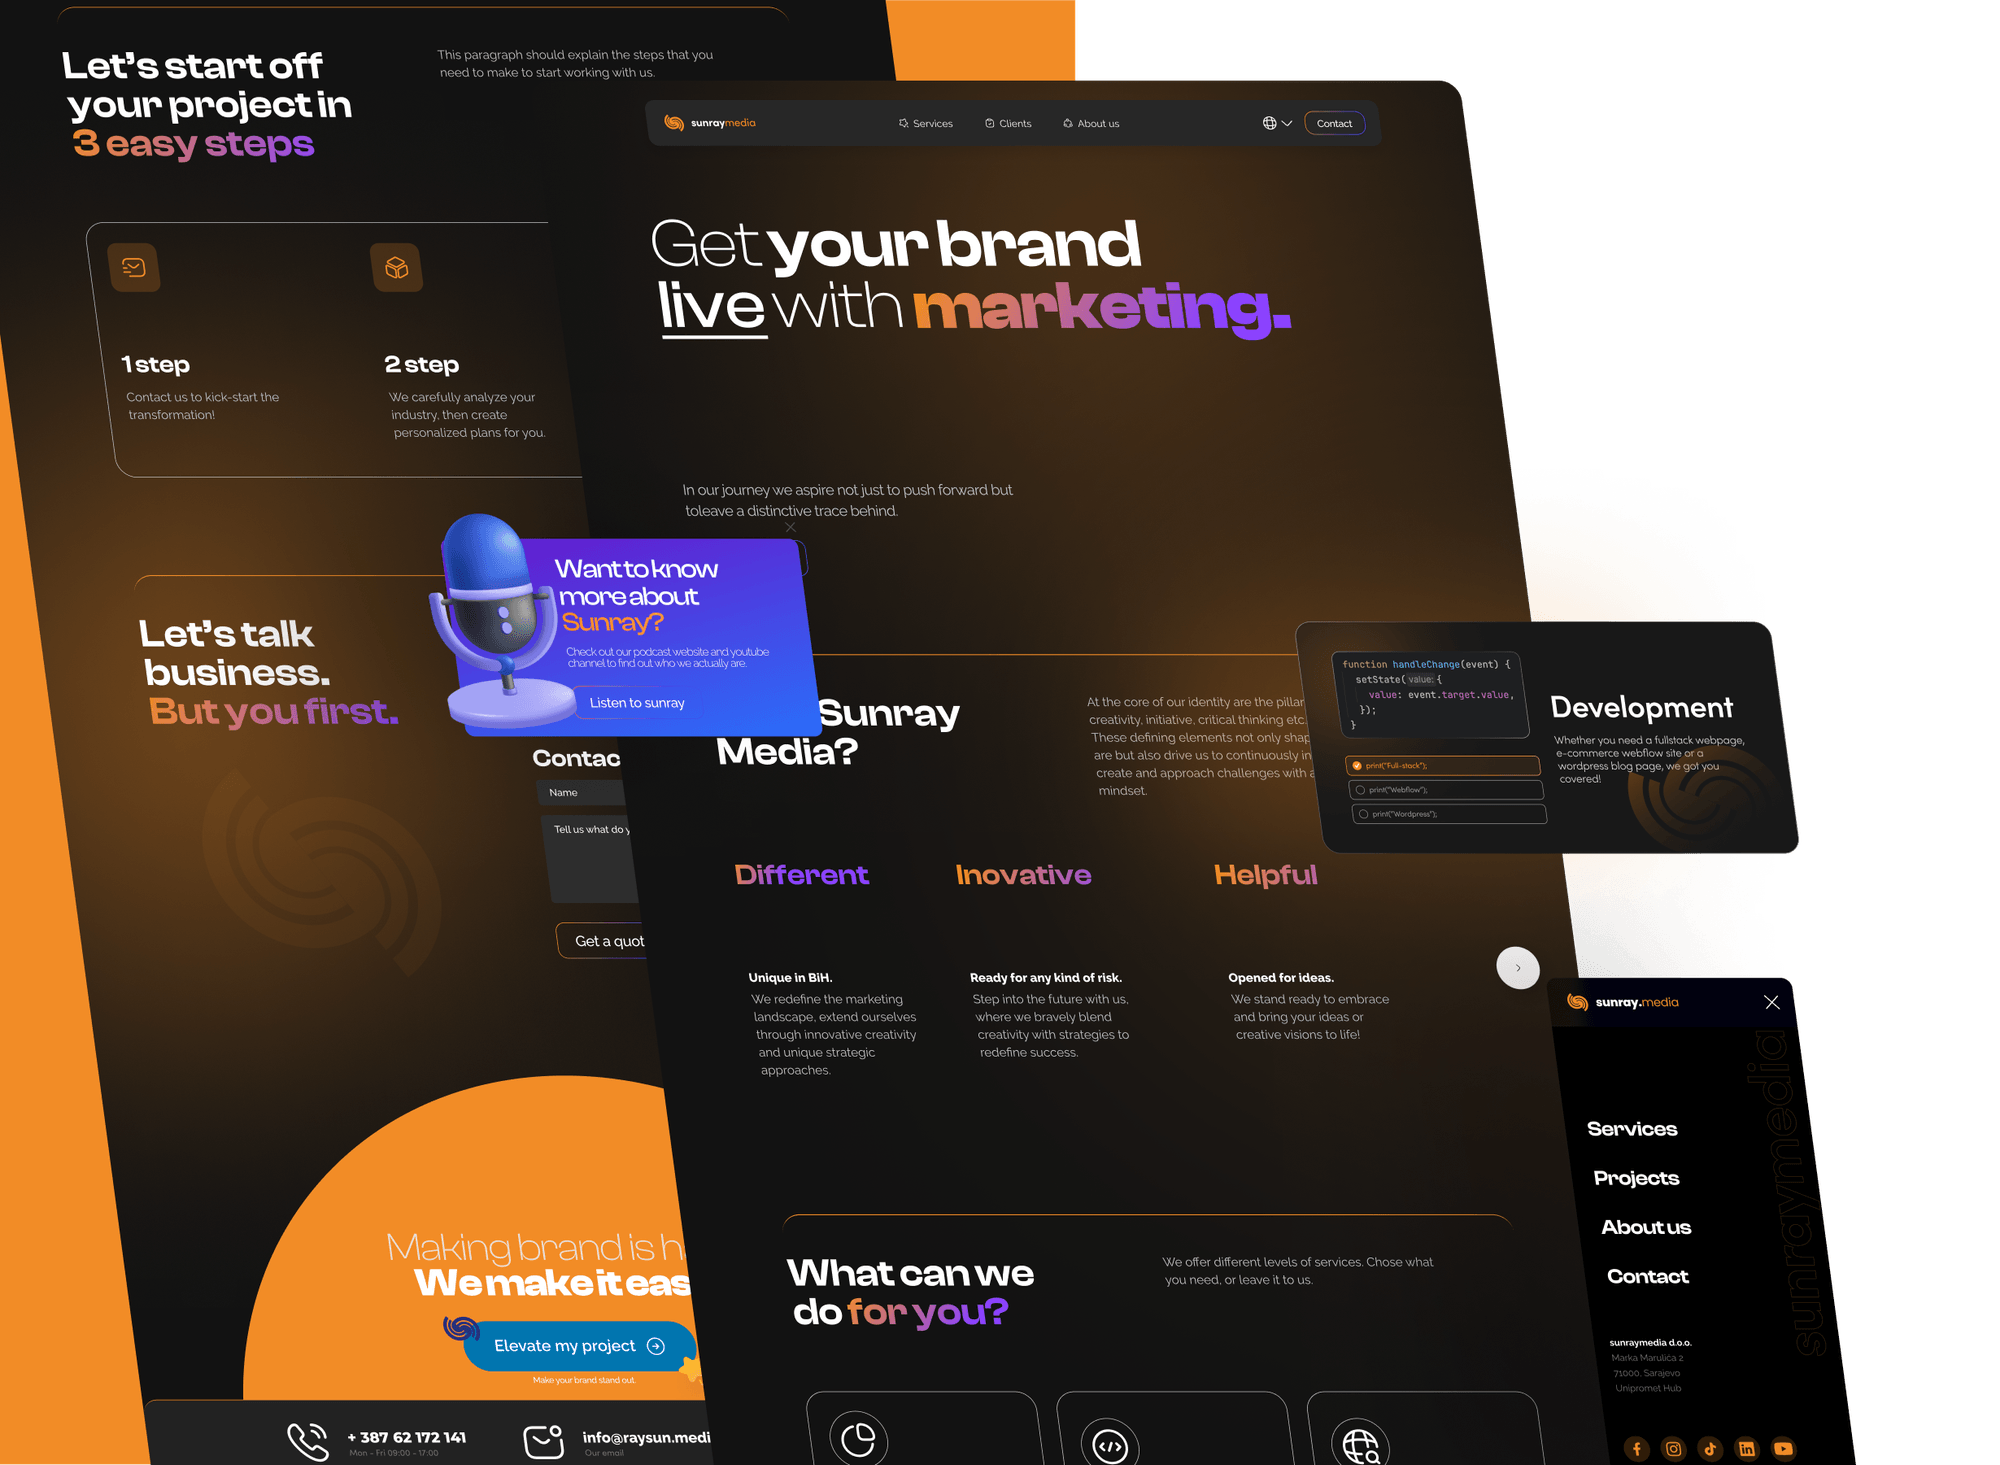 Let's start off
your project in
3 easy steps
This paragraph should explain the steps that you
need to make to start working with us.
1 step
Contact us to kick-start the
transformation!
2 step
We carefully analyze your
industry, then create
personalized plans for you.
Let's talk
business.
But you first.
Contac
Name
Tell us what do y
Get a quot
Making brand is h
We make it eas
Elevate my project
Make your brand stand out.
+ 387 62 172 141
Mon - Fri 09:00 - 17:00
info@raysun.medi
Our email
Want to know
more about
Sunray?
Check out our podcast website and youtube
channel to find out who we actually are.
Listen to sunray
sunraymedia
Services
Clients
About us
Contact
Get your brand
live with marketing.
In our journey we aspire not just to push forward but
toleave a distinctive trace behind.
Sunray
Media?
At the core of our identity are the pillar
creativity, initiative, critical thinking etc.
These defining elements not only shap
are but also drive us to continuously in
create and approach challenges with a
mindset.
Different
Inovative
Helpful
Unique in BiH.
We redefine the marketing
landscape, extend ourselves
through innovative creativity
and unique strategic
approaches.
Ready for any kind of risk.
Step into the future with us,
where we bravely blend
creativity with strategies to
redefine success.
Opened for ideas.
We stand ready to embrace
and bring your ideas or
creative visions to life!
What can we
do for you?
We offer different levels of services. Chose what
you need, or leave it to us.
function handleChange(event) {
setState( value: {
value: event.target.value,
});
}
print("Full-stack");
print("Webflow");
print("Wordpress");
Development
Whether you need a fullstack webpage,
e-commerce webflow site or a
wordpress blog page, we got you
covered!
sunray.media
Services
Projects
About us
Contact
sunraymedia
sunraymedia d.o.o.
Marka Marulića 2
71000, Sarajevo
Unipromet Hub